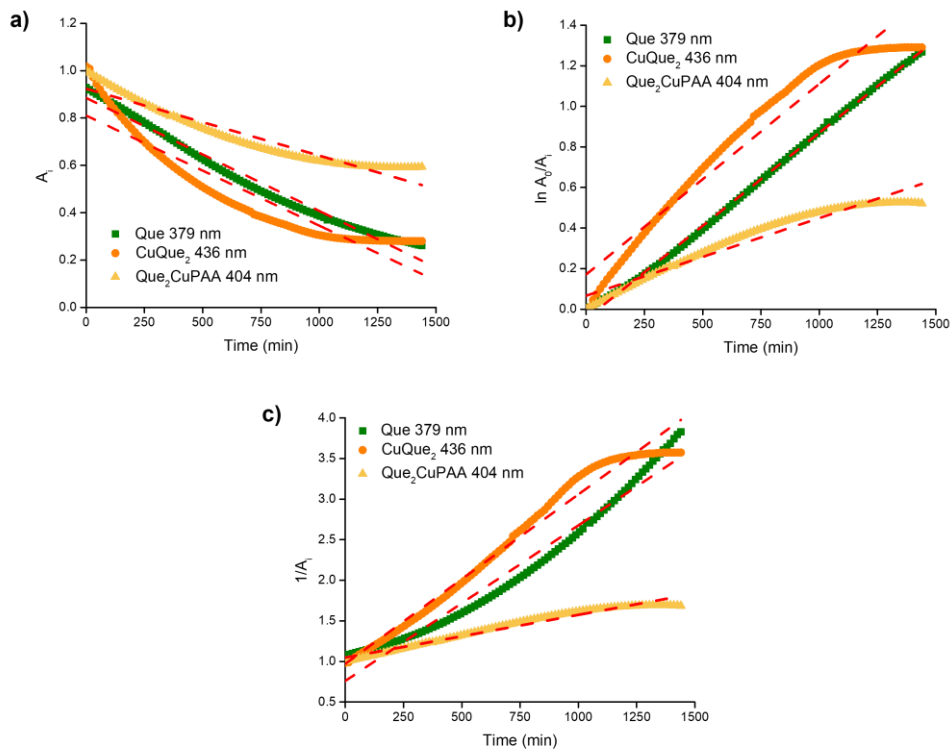 a)
1.2
1.0
0.8
0.6
0.4
0.2
0.0
Aᵢ
Que 379 nm
CuQue₂ 436 nm
Que₂CuPAA 404 nm
0 250 500 750 1000 1250 1500
Time (min)
b)
1.4
1.2
1.0
0.8
0.6
0.4
0.2
0.0
ln A₀/Aᵢ
Que 379 nm
CuQue₂ 436 nm
Que₂CuPAA 404 nm
0 250 500 750 1000 1250 1500
Time (min)
c)
4.0
3.5
3.0
2.5
2.0
1.5
1.0
0.5
1/Aᵢ
Que 379 nm
CuQue₂ 436 nm
Que₂CuPAA 404 nm
0 250 500 750 1000 1250 1500
Time (min)